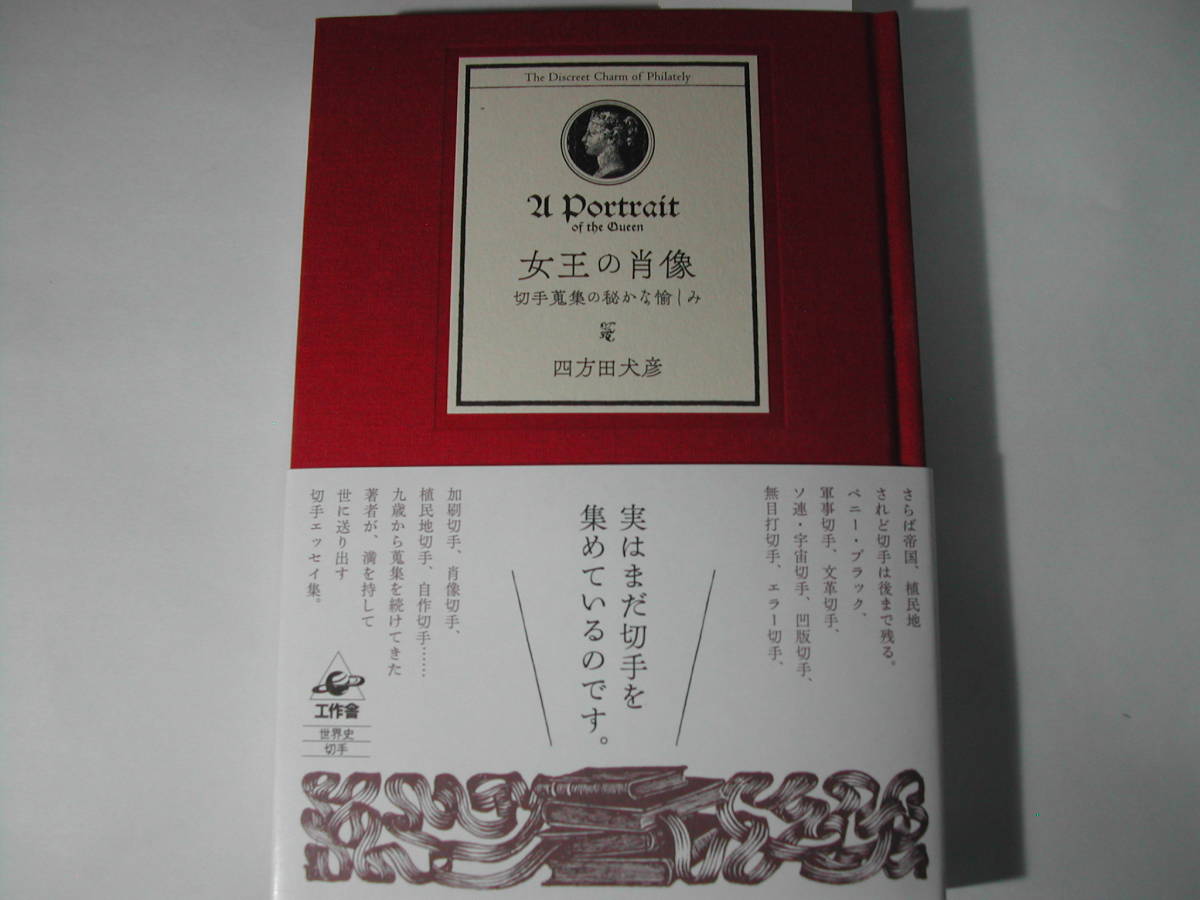 The Discreet Charm of Philately
A Portrait
of the Queen
女王の肖像
切手蒐集の秘かな愉しみ
四方田犬彦
さらば帝国、植民地
されど切手は後まで残る。
ペニー・ブラック、
軍事切手、文革切手、
ソ連・宇宙切手、凹版切手、
無目打切手、エラー切手、
実はまだ切手を
集めているのです。
加刷切手、肖像切手、
植民地切手、自作切手……
九歳から蒐集を続けてきた
著者が、満を持して
世に送り出す
切手エッセイ集。
工作舎
世界史
切手